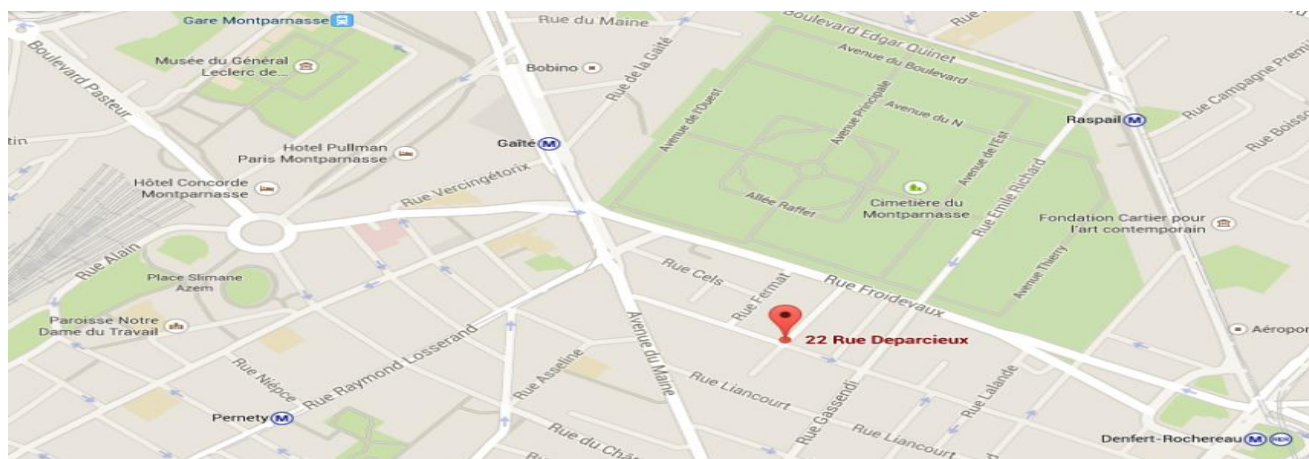 Gare Montparnasse
Rue du Maine
Boulevard Edgar Quinet
Musée du Général
Leclerc de...
Boulevard Pasteur
Bobino
Rue de la Gaîté
Avenue du Boulevard
Avenue de l'Ouest
Avenue Principale
Avenue du N
Avenue de l'Est
Raspail
Rue Campagne Premi
Rue Boisso
tin
Hotel Pullman
Paris Montparnasse
Gaîté
Hôtel Concorde
Montparnasse
Rue Vercingétorix
Allée Raffet
Cimetière du
Montparnasse
Rue Emile Richard
Fondation Cartier pour
l'art contemporain
Rue Alain
Place Slimane
Azem
Rue Cels
Rue Fermat
Rue Froidevaux
Avenue Thierry
Paroisse Notre
Dame du Travail
Avenue du Maine
22 Rue Deparcieux
Aéropor
Rue Niépce
Rue Raymond Losserand
Rue Asseline
Rue Liancourt
Rue Gassendi
Rue Lalande
Pernety
Rue du Chât
Rue Liancourt
Denfert-Rochereau
RER